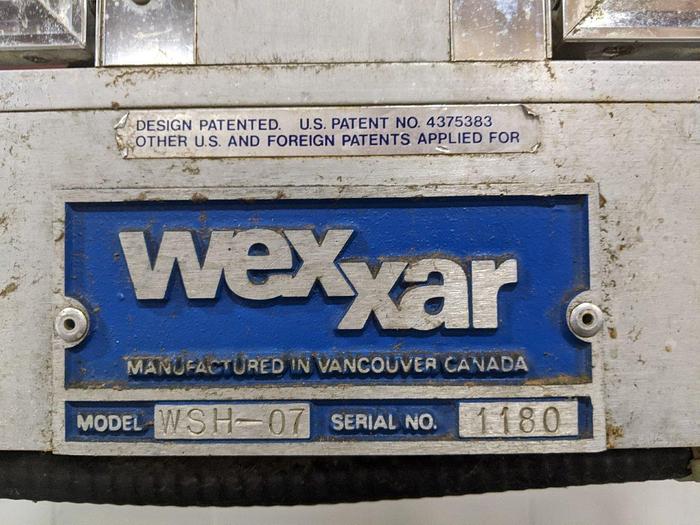 DESIGN PATENTED. U.S. PATENT NO. 4375383
OTHER U.S. AND FOREIGN PATENTS APPLIED FOR
wexxar
MANUFACTURED IN VANCOUVER CANADA
MODEL WSH-07 SERIAL NO. 1180